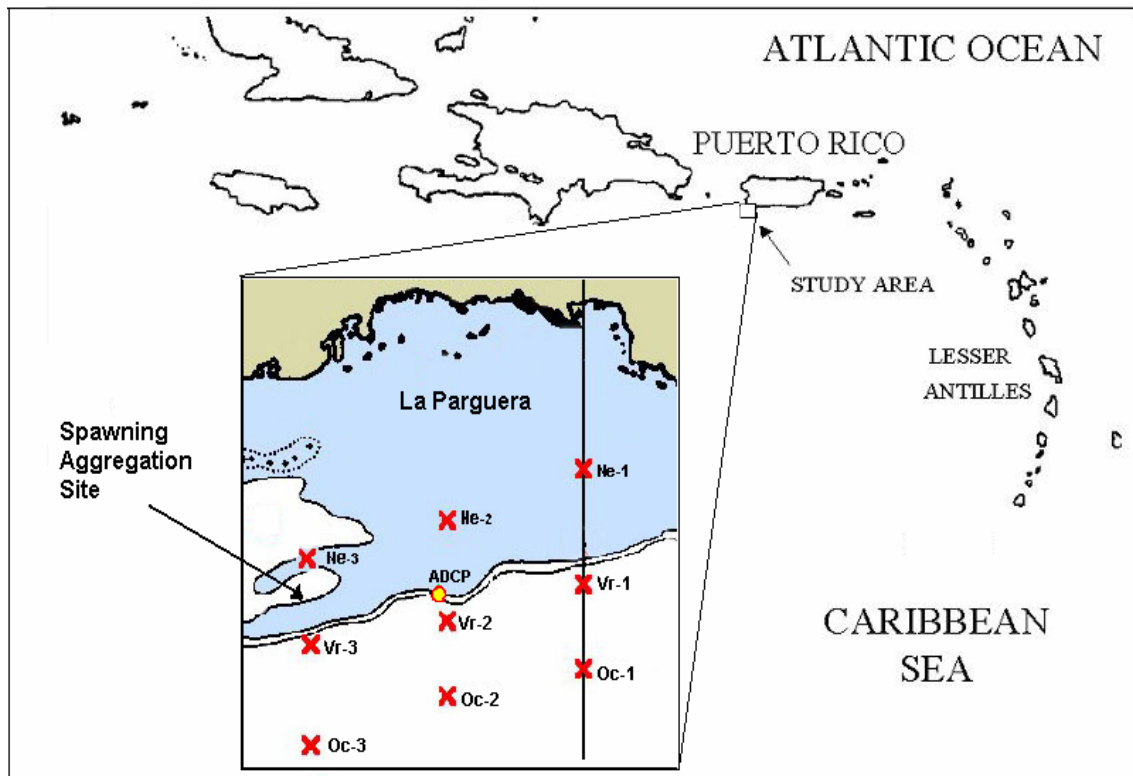 ATLANTIC OCEAN
PUERTO RICO
STUDY AREA
LESSER
ANTILLES
CARIBBEAN
SEA
La Parguera
Spawning
Aggregation
Site
Ne-1
Ne-2
Ne-3
ADCP
Vr-1
Vr-2
Vr-3
Oc-1
Oc-2
Oc-3